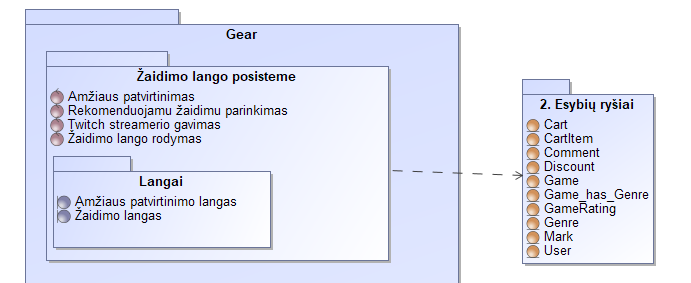 Gear
Žaidimo lango posisteme
Amžiaus patvirtinimas
Rekomenduojamu žaidimu parinkimas
Twitch streamerio gavimas
Žaidimo lango rodymas
Langai
Amžiaus patvirtinimo langas
Žaidimo langas
2. Esybių ryšiai
Cart
CartItem
Comment
Discount
Game
Game_has_Genre
GameRating
Genre
Mark
User